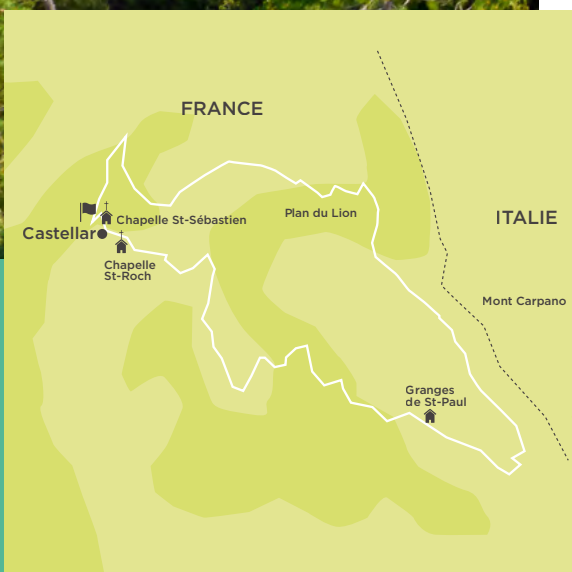 FRANCE
Plan du Lion
ITALIE
Chapelle St-Sébastien
Castellar
Chapelle
St-Roch
Mont Carpano
Granges
de St-Paul